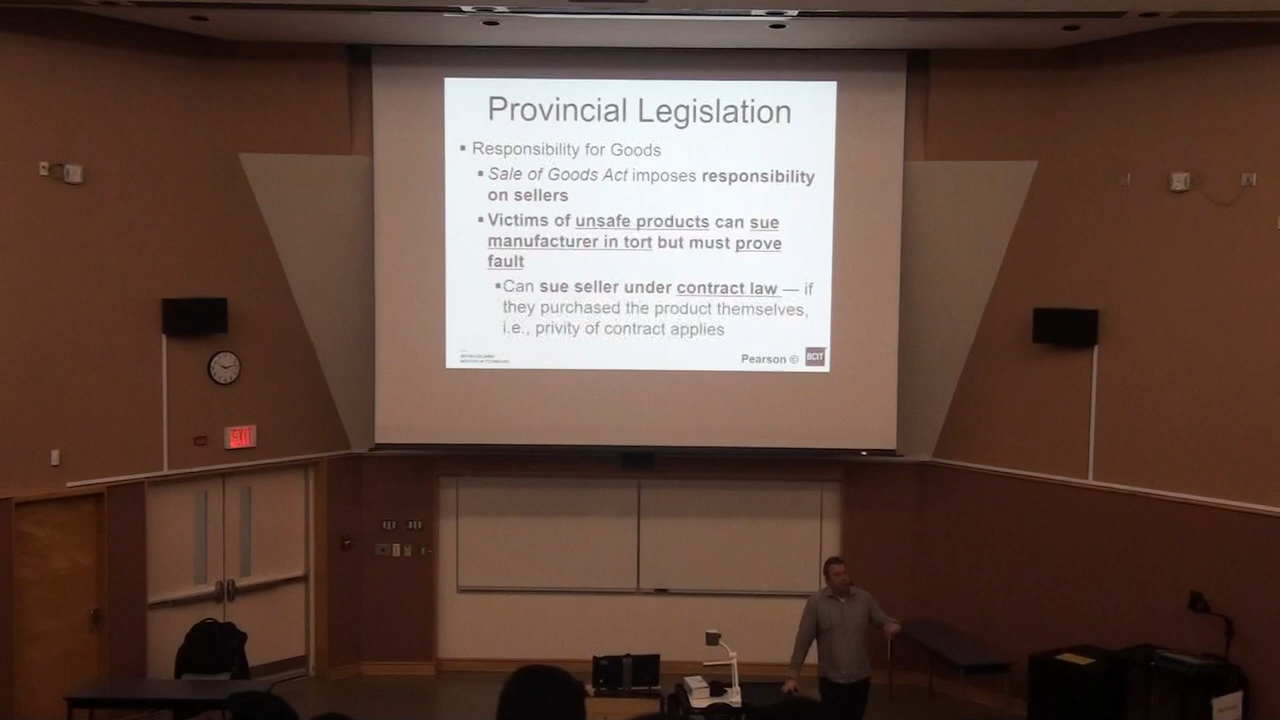 Provincial Legislation
▪ Responsibility for Goods
▪ Sale of Goods Act imposes responsibility
on sellers
▪ Victims of unsafe products can sue
manufacturer in tort but must prove
fault
▪ Can sue seller under contract law — if
they purchased the product themselves,
i.e., privity of contract applies
Pearson © BCIT
EXIT